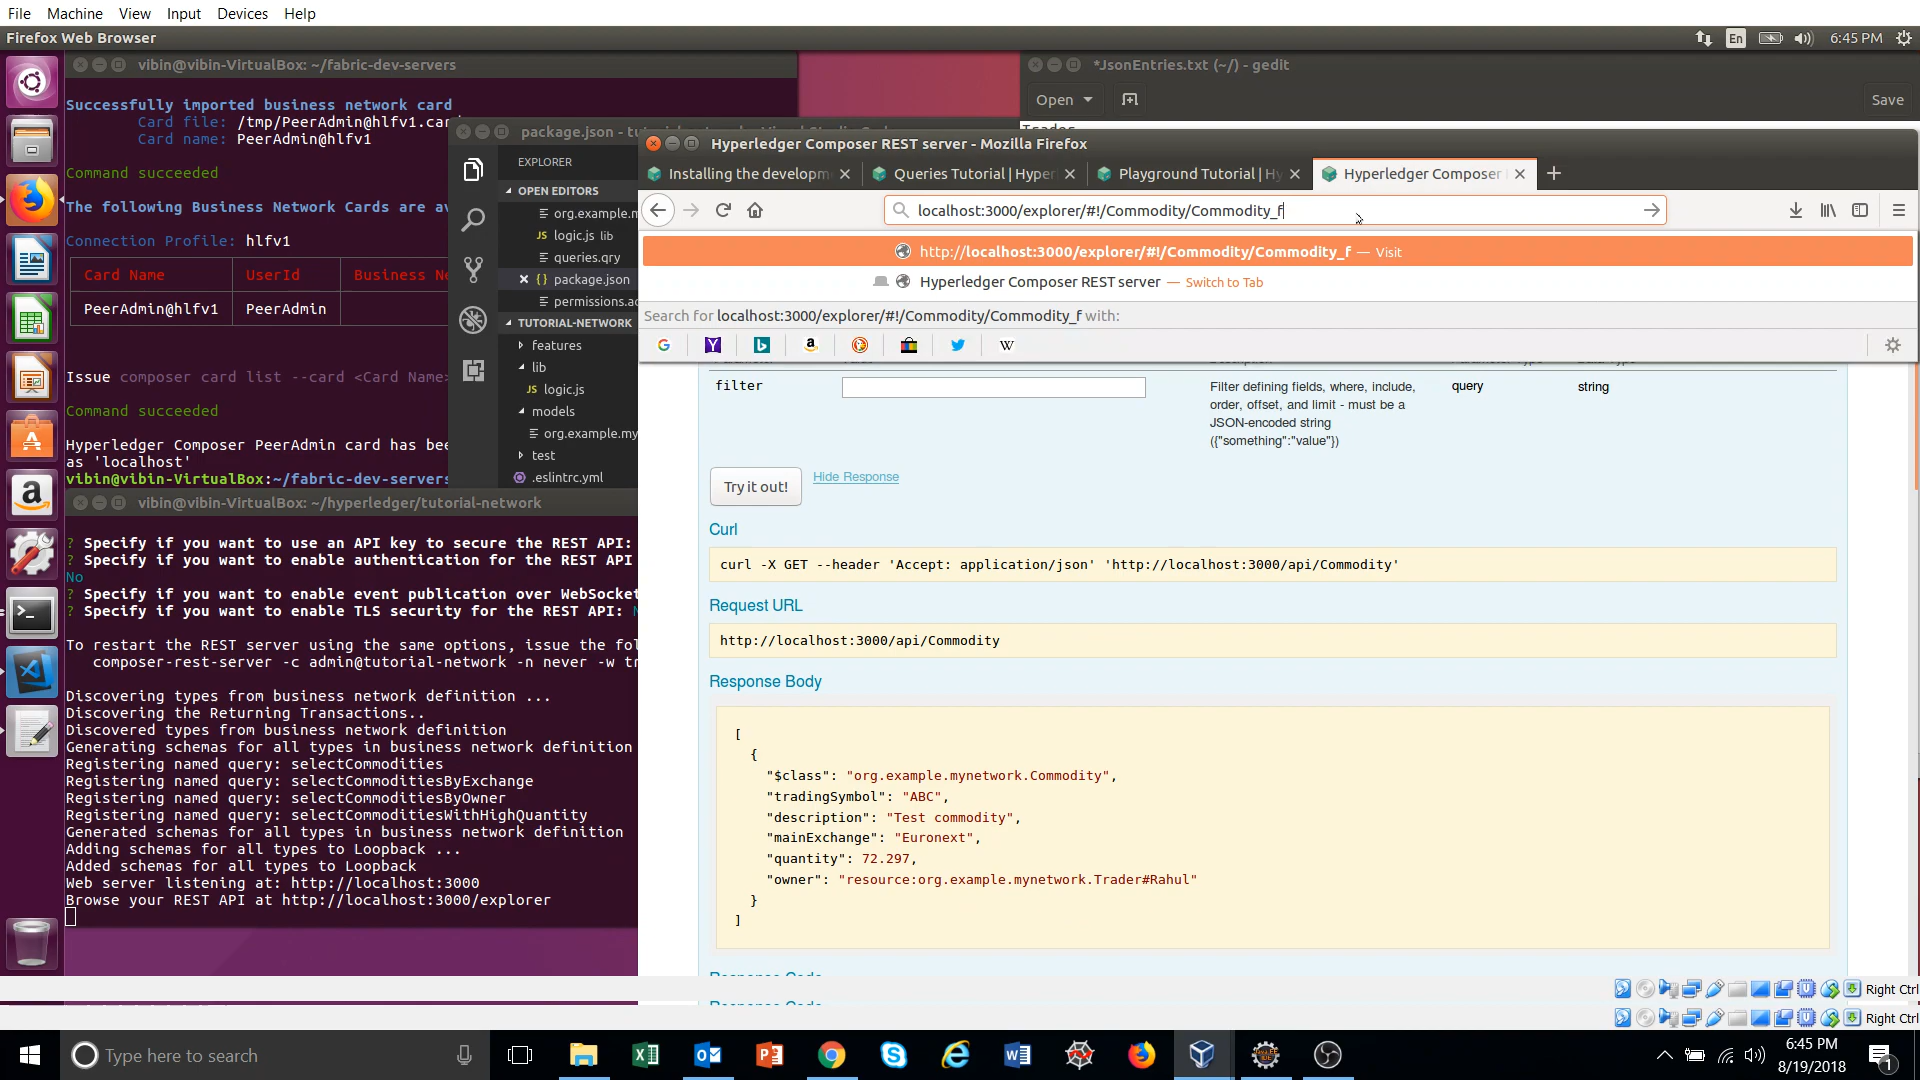 File Machine View Input Devices Help
Firefox Web Browser
En
6:45 PM
vibin@vibin-VirtualBox: ~/fabric-dev-servers
Successfully imported business network card
Card file: /tmp/PeerAdmin@hlfv1.car
Card name: PeerAdmin@hlfv1
Command succeeded
The following Business Network Cards are av
Connection Profile: hlfv1
Card Name UserId Business Ne
PeerAdmin@hlfv1 PeerAdmin
Issue composer card list --card <Card Name>
Command succeeded
Hyperledger Composer PeerAdmin card has bee
as 'localhost'
vibin@vibin-VirtualBox:~/fabric-dev-servers
vibin@vibin-VirtualBox: ~/hyperledger/tutorial-network
? Specify if you want to use an API key to secure the REST API:
? Specify if you want to enable authentication for the REST API
No
? Specify if you want to enable event publication over WebSocket
? Specify if you want to enable TLS security for the REST API: N
To restart the REST server using the same options, issue the fol
composer-rest-server -c admin@tutorial-network -n never -w tr
Discovering types from business network definition ...
Discovering the Returning Transactions..
Discovered types from business network definition
Generating schemas for all types in business network definition
Registering named query: selectCommodities
Registering named query: selectCommoditiesByExchange
Registering named query: selectCommoditiesByOwner
Registering named query: selectCommoditiesWithHighQuantity
Generated schemas for all types in business network definition
Adding schemas for all types to Loopback ...
Added schemas for all types to Loopback
Web server listening at: http://localhost:3000
Browse your REST API at http://localhost:3000/explorer
package.json - tu
EXPLORER
OPEN EDITORS
org.example.m
JS logic.js lib
queries.qry
{ } package.json
permissions.ac
TUTORIAL-NETWORK
features
lib
JS logic.js
models
org.example.my
test
.eslintrc.yml
*JsonEntries.txt (~/) - gedit
Open
Save
Hyperledger Composer REST server - Mozilla Firefox
Installing the developm
Queries Tutorial | Hyper
Playground Tutorial | Hy
Hyperledger Composer
localhost:3000/explorer/#!/Commodity/Commodity_f
http://localhost:3000/explorer/#!/Commodity/Commodity_f — Visit
Hyperledger Composer REST server — Switch to Tab
Search for localhost:3000/explorer/#!/Commodity/Commodity_f with:
filter
Filter defining fields, where, include,
order, offset, and limit - must be a
JSON-encoded string
({"something":"value"})
query
string
Try it out!
Hide Response
Curl
curl -X GET --header 'Accept: application/json' 'http://localhost:3000/api/Commodity'
Request URL
http://localhost:3000/api/Commodity
Response Body
[
{
"$class": "org.example.mynetwork.Commodity",
"tradingSymbol": "ABC",
"description": "Test commodity",
"mainExchange": "Euronext",
"quantity": 72.297,
"owner": "resource:org.example.mynetwork.Trader#Rahul"
}
]
Right Ctrl
Right Ctrl
Type here to search
6:45 PM
8/19/2018
1